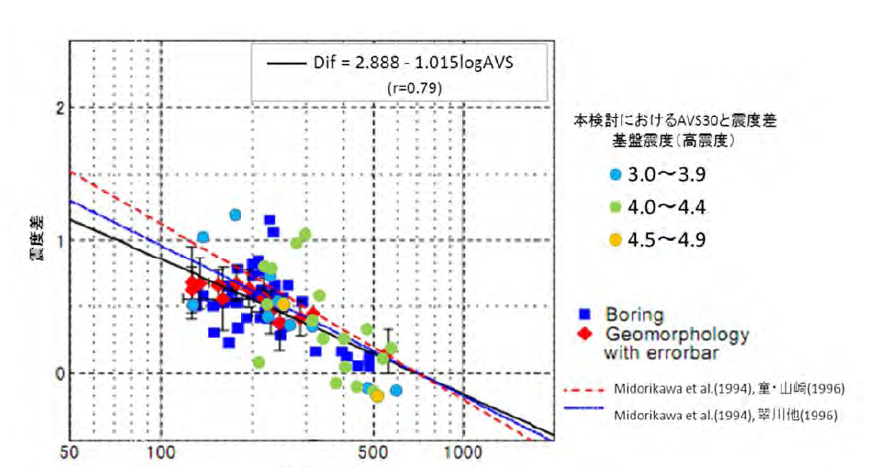 Dif = 2.888 - 1.015logAVS
(r=0.79)
2
1
0
震度差
50
100
500
1000
本検討におけるAVS30と震度差
基盤震度（高震度）
3.0～3.9
4.0～4.4
4.5～4.9
Boring
Geomorphology
with errorbar
Midorikawa et al.(1994), 童・山崎(1996)
Midorikawa et al.(1994), 翠川他(1996)